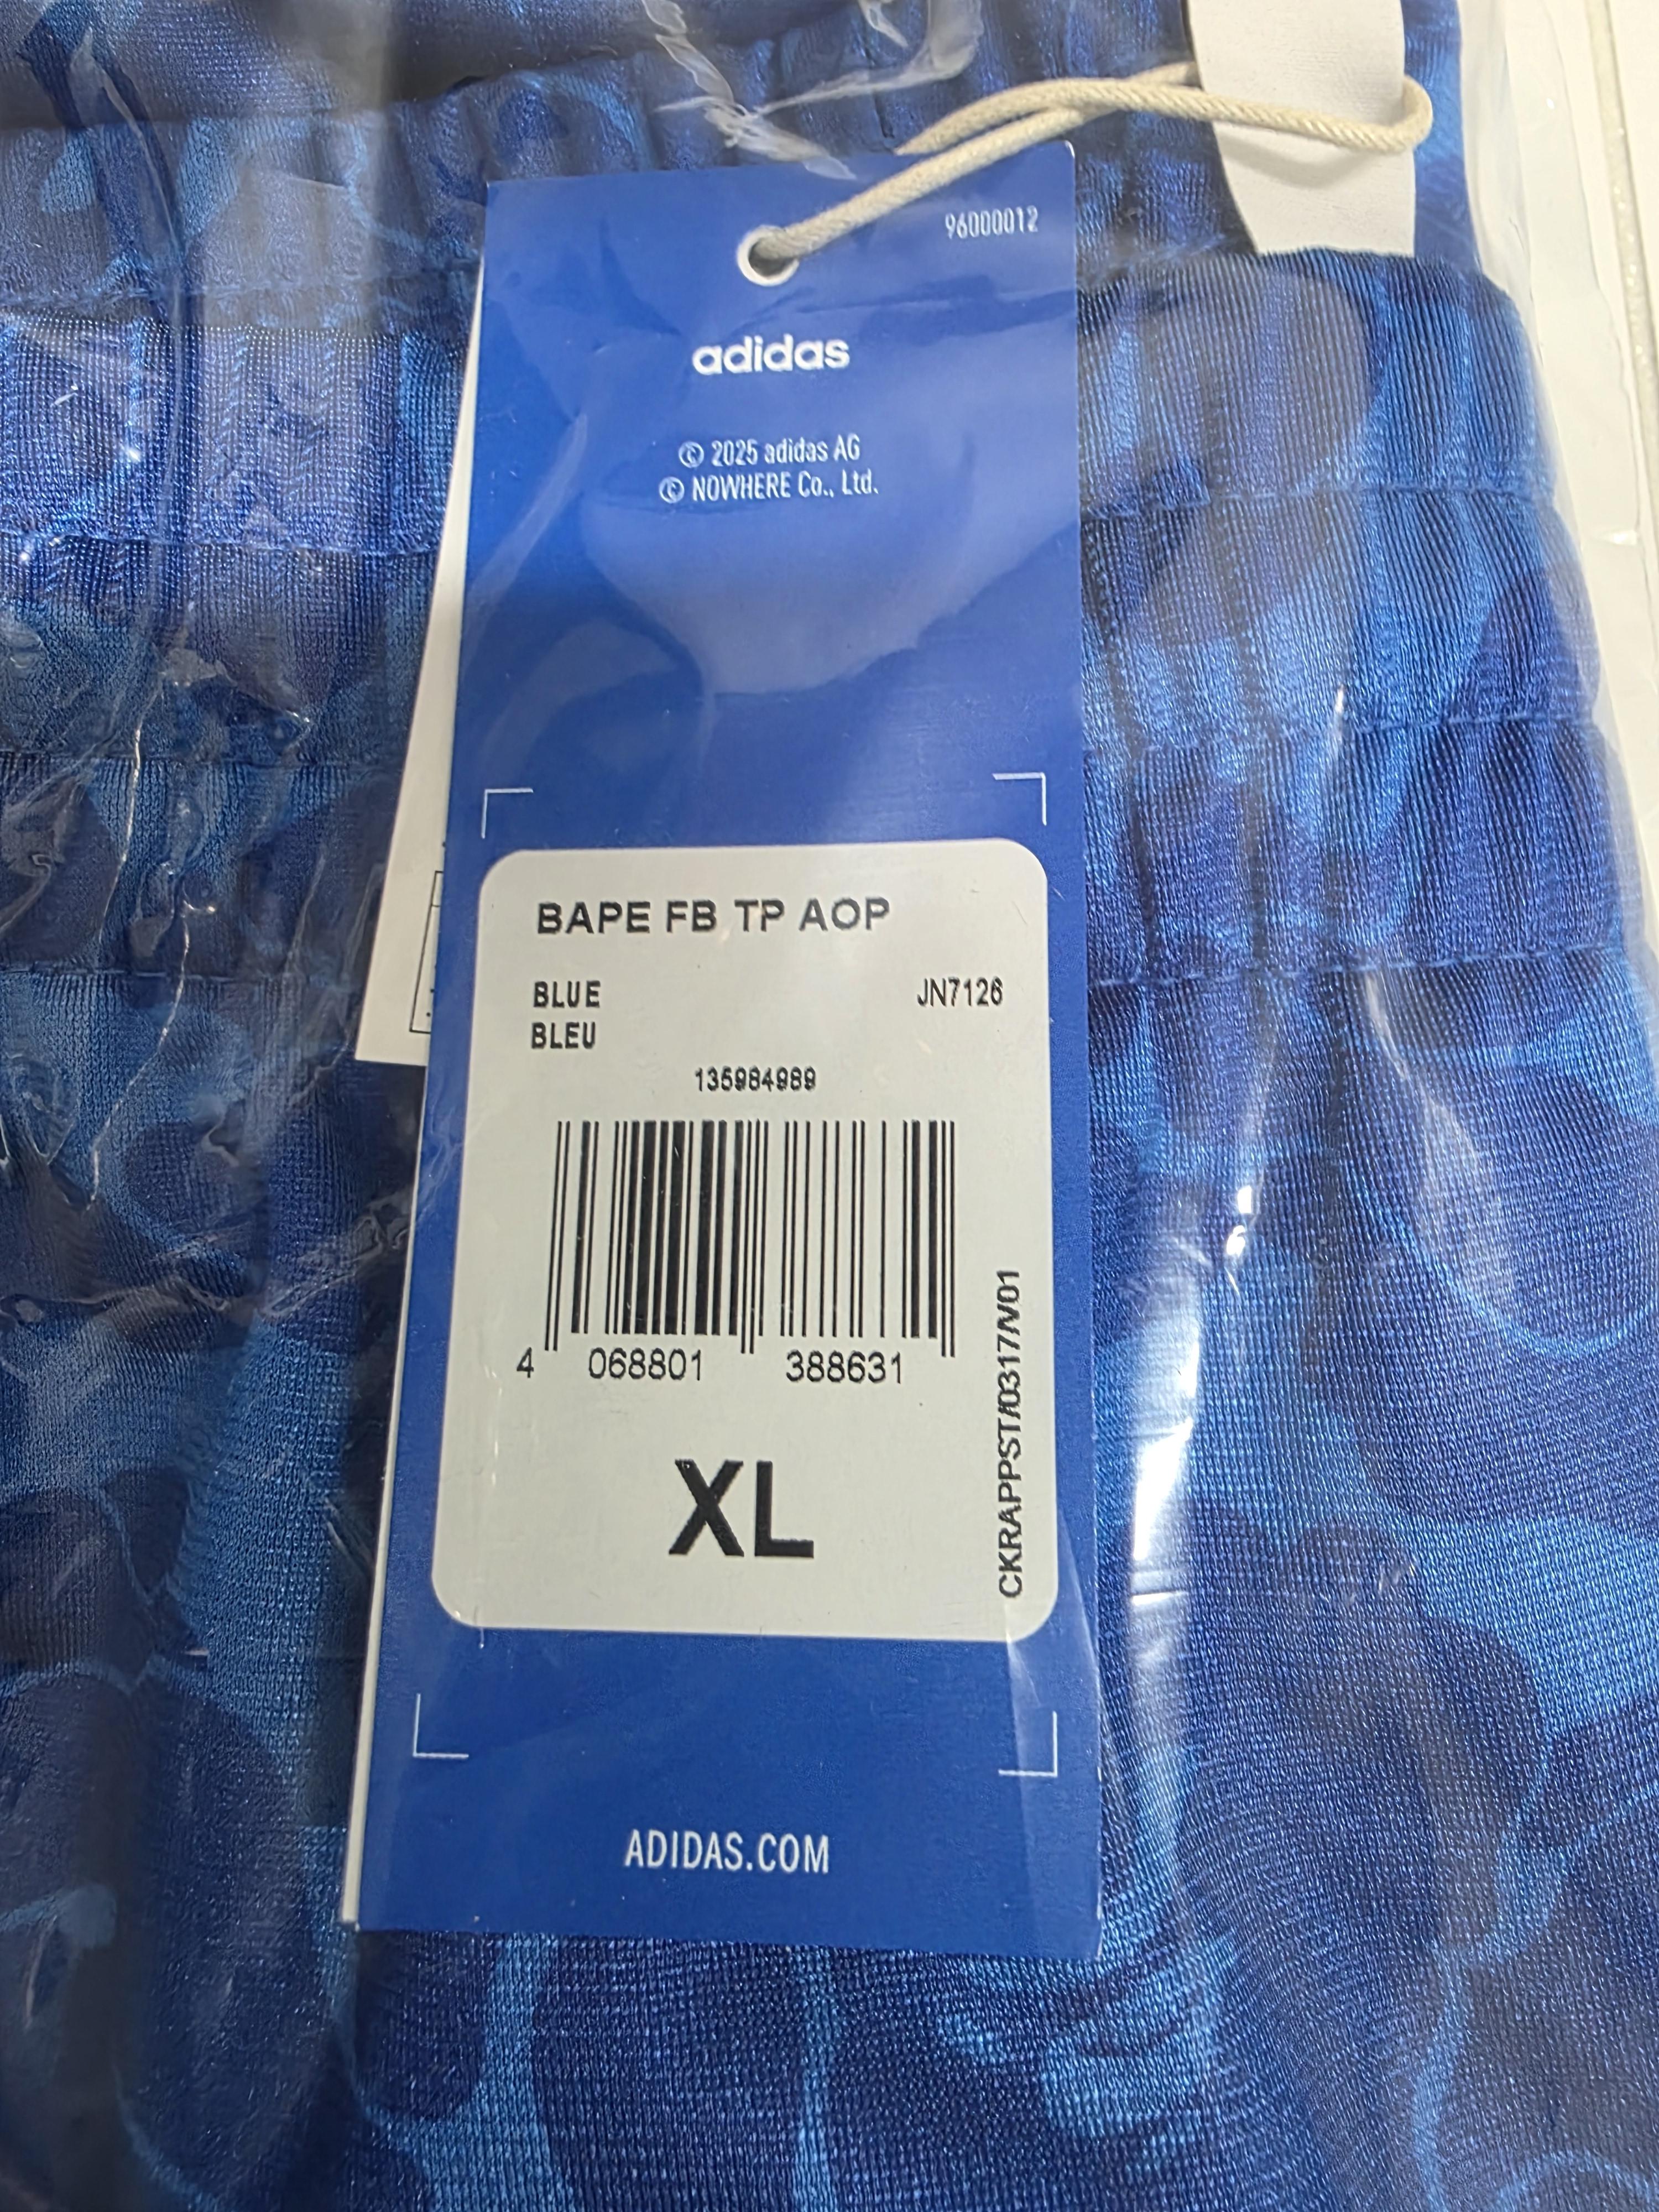 96000012
adidas
© 2025 adidas AG
© NOWHERE Co., Ltd.
BAPE FB TP AOP
BLUE JN7126
BLEU
135984989
4 068801 388631
XL
CKRAPPST/0317/V01
ADIDAS.COM